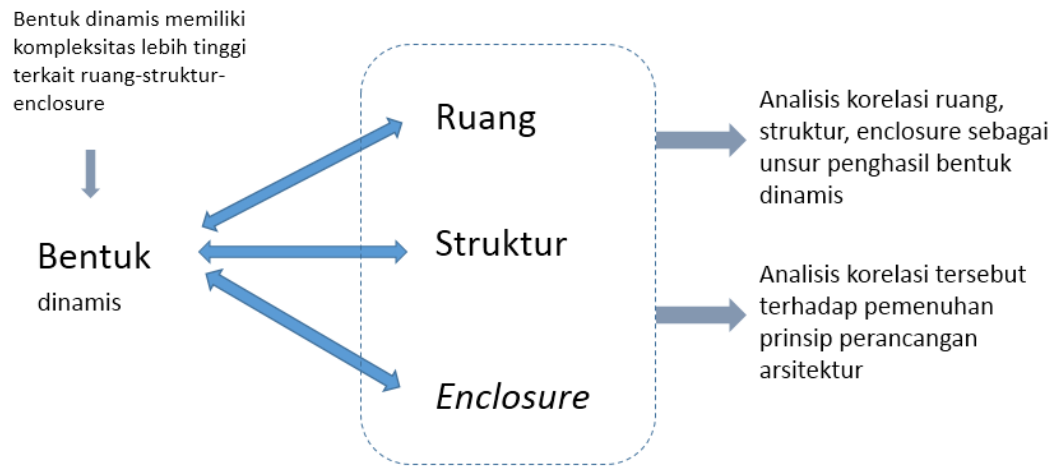 Bentuk dinamis memiliki
kompleksitas lebih tinggi
terkait ruang-struktur-
enclosure
Bentuk
dinamis
Ruang
Struktur
Enclosure
Analisis korelasi ruang,
struktur, enclosure sebagai
unsur penghasil bentuk
dinamis
Analisis korelasi tersebut
terhadap pemenuhan
prinsip perancangan
arsitektur